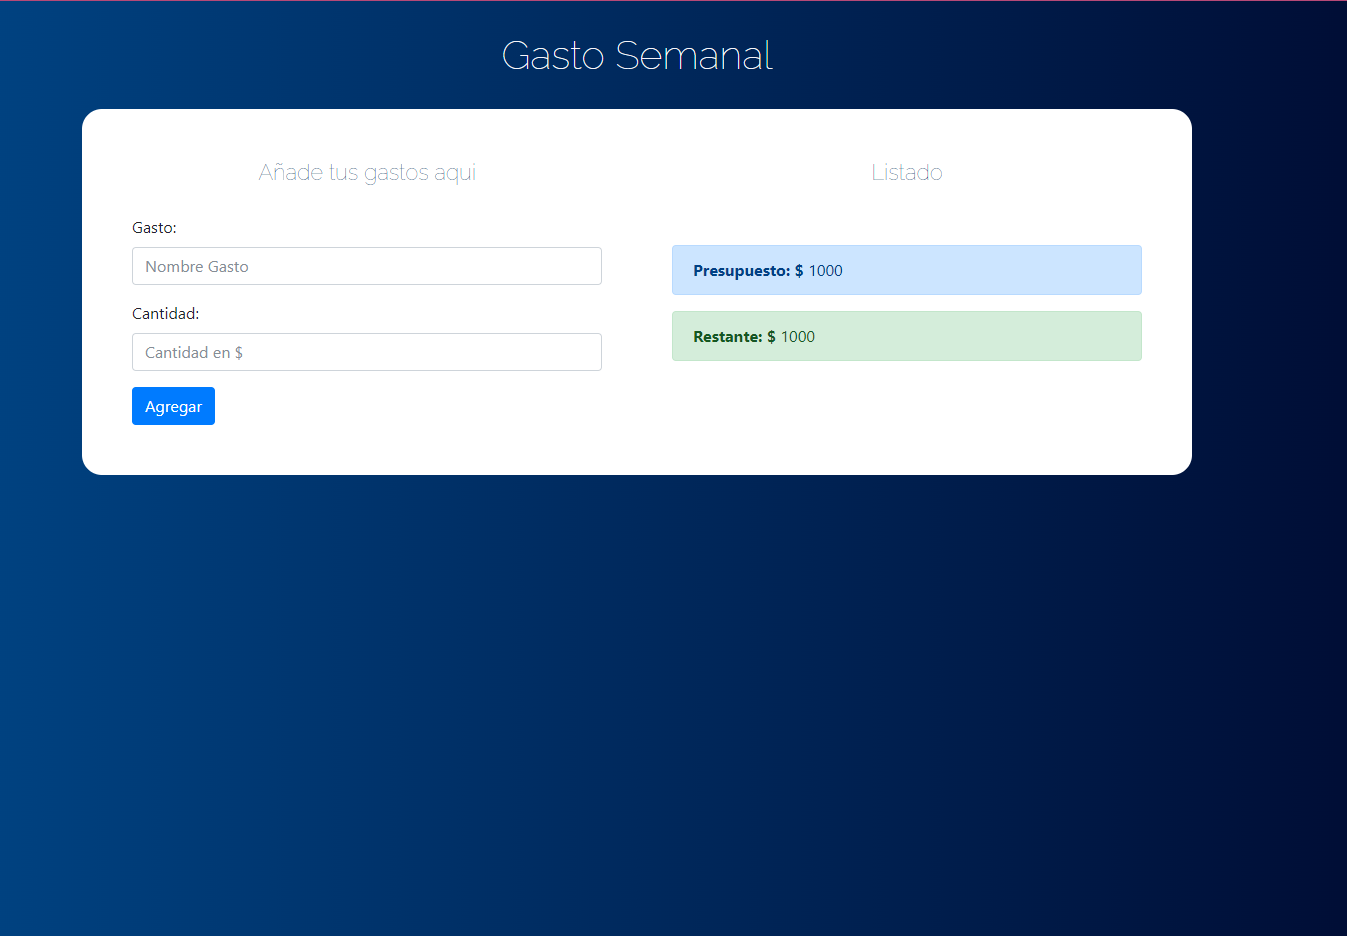 Gasto Semanal
Añade tus gastos aqui
Gasto:
Nombre Gasto
Cantidad:
Cantidad en $
Agregar
Listado
Presupuesto: $ 1000
Restante: $ 1000